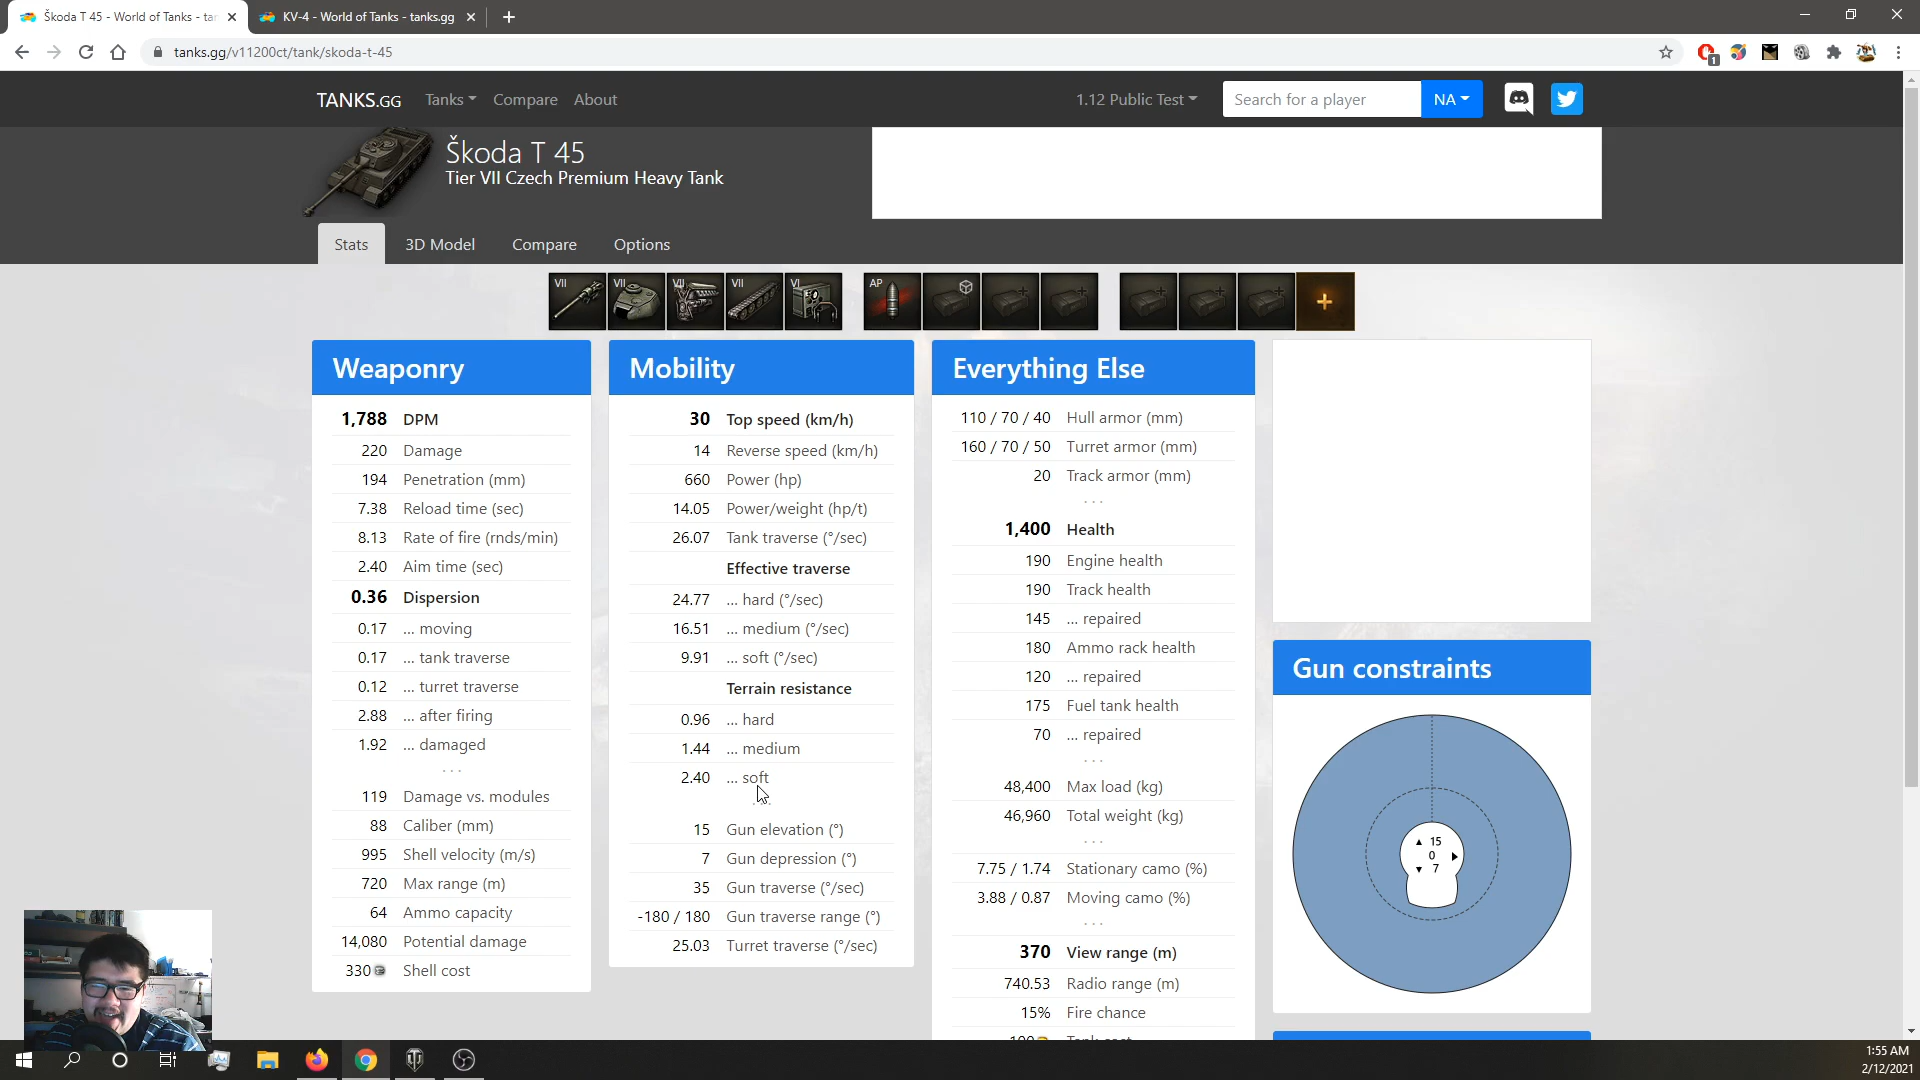 Škoda T 45 - World of Tanks - tan
KV-4 - World of Tanks - tanks.gg
tanks.gg/v11200ct/tank/skoda-t-45
1
TANKS.GG
Tanks
Compare
About
1.12 Public Test
Search for a player
NA
Škoda T 45
Tier VII Czech Premium Heavy Tank
Stats
3D Model
Compare
Options
VII
VII
VII
VII
VI
AP
Weaponry
1,788 DPM
220 Damage
194 Penetration (mm)
7.38 Reload time (sec)
8.13 Rate of fire (rnds/min)
2.40 Aim time (sec)
0.36 Dispersion
0.17 ... moving
0.17 ... tank traverse
0.12 ... turret traverse
2.88 ... after firing
1.92 ... damaged
...
119 Damage vs. modules
88 Caliber (mm)
995 Shell velocity (m/s)
720 Max range (m)
64 Ammo capacity
14,080 Potential damage
330 Shell cost
Mobility
30 Top speed (km/h)
14 Reverse speed (km/h)
660 Power (hp)
14.05 Power/weight (hp/t)
26.07 Tank traverse (°/sec)
Effective traverse
24.77 ... hard (°/sec)
16.51 ... medium (°/sec)
9.91 ... soft (°/sec)
Terrain resistance
0.96 ... hard
1.44 ... medium
2.40 ... soft
15 Gun elevation (°)
7 Gun depression (°)
35 Gun traverse (°/sec)
-180 / 180 Gun traverse range (°)
25.03 Turret traverse (°/sec)
Everything Else
110 / 70 / 40 Hull armor (mm)
160 / 70 / 50 Turret armor (mm)
20 Track armor (mm)
...
1,400 Health
190 Engine health
190 Track health
145 ... repaired
180 Ammo rack health
120 ... repaired
175 Fuel tank health
70 ... repaired
...
48,400 Max load (kg)
46,960 Total weight (kg)
...
7.75 / 1.74 Stationary camo (%)
3.88 / 0.87 Moving camo (%)
...
370 View range (m)
740.53 Radio range (m)
15% Fire chance
Gun constraints
15
0
7
1:55 AM
2/12/2021